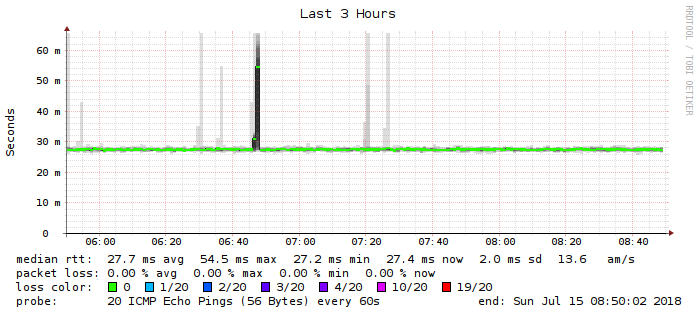 Last 3 Hours
RRDTOOL / TOBI OETIKER
Seconds
60 m
50 m
40 m
30 m
20 m
10 m
0
06:00 06:20 06:40 07:00 07:20 07:40 08:00 08:20 08:40
median rtt: 27.7 ms avg 54.5 ms max 27.2 ms min 27.4 ms now 2.0 ms sd 13.6 am/s
packet loss: 0.00 % avg 0.00 % max 0.00 % min 0.00 % now
loss color: 0 1/20 2/20 3/20 4/20 10/20 19/20
probe: 20 ICMP Echo Pings (56 Bytes) every 60s end: Sun Jul 15 08:50:02 2018